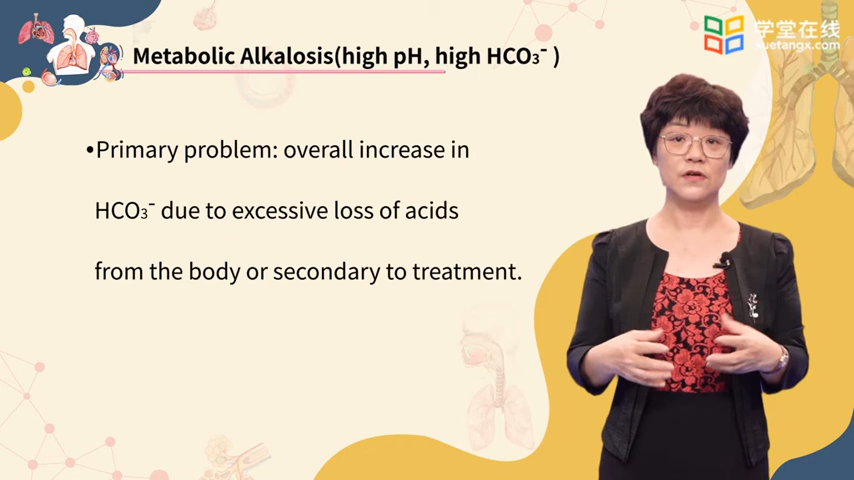 学堂在线
xuetangx.com
Metabolic Alkalosis(high pH, high HCO₃⁻ )
•Primary problem: overall increase in
HCO₃⁻ due to excessive loss of acids
from the body or secondary to treatment.